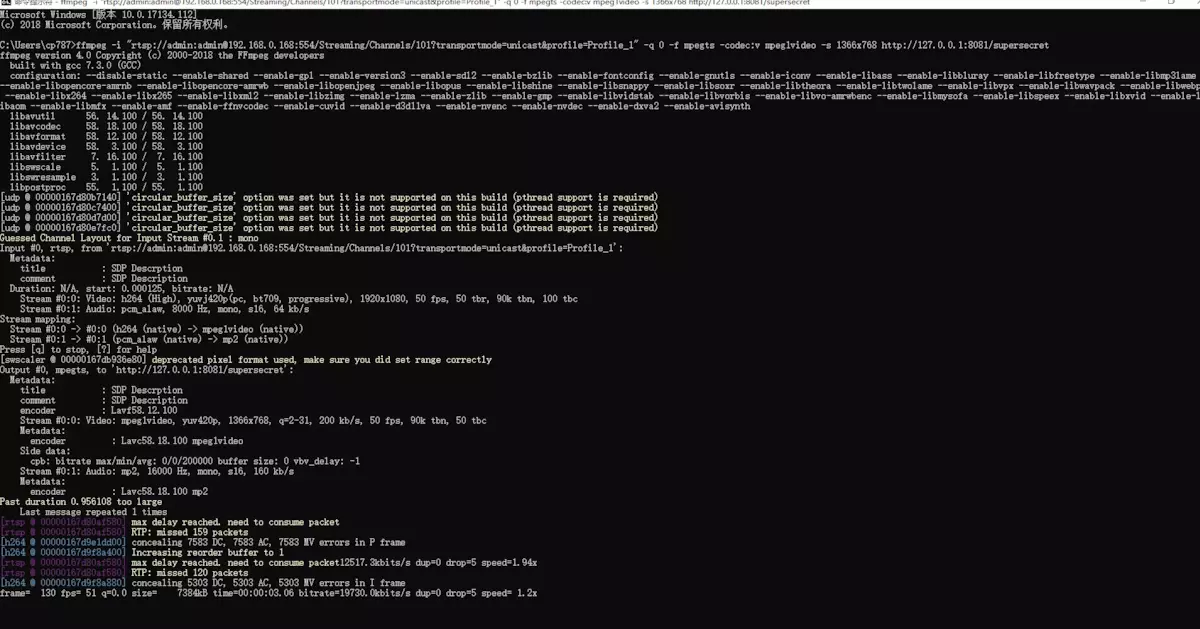 命令提示符 - ffmpeg -i "rtsp://admin:admin@192.168.0.168:554/Streaming/Channels/101?transportmode=unicast&profile=Profile_1" -q 0 -f mpegts -codec:v mpeg1video -s 1366x768 http://127.0.0.1:8081/supersecret
Microsoft Windows [版本 10.0.17134.112]
(c) 2018 Microsoft Corporation。保留所有权利。
C:\Users\cp787>ffmpeg -i "rtsp://admin:admin@192.168.0.168:554/Streaming/Channels/101?transportmode=unicast&profile=Profile_1" -q 0 -f mpegts -codec:v mpeg1video -s 1366x768 http://127.0.0.1:8081/supersecret
ffmpeg version 4.0 Copyright (c) 2000-2018 the FFmpeg developers
built with gcc 7.3.0 (GCC)
configuration: --disable-static --enable-shared --enable-gpl --enable-version3 --enable-sdl2 --enable-bzlib --enable-fontconfig --enable-gnutls --enable-iconv --enable-libass --enable-libbluray --enable-libfreetype --enable-libmp3lame
--enable-libopencore-amrnb --enable-libopencore-amrwb --enable-libopenjpeg --enable-libopus --enable-libshine --enable-libsnappy --enable-libsoxr --enable-libtheora --enable-libtwolame --enable-libvpx --enable-libwavpack --enable-libwebp
--enable-libx264 --enable-libx265 --enable-libxml2 --enable-libzimg --enable-lzma --enable-zlib --enable-gmp --enable-libvidstab --enable-libvorbis --enable-libvo-amrwbenc --enable-libmysofa --enable-libspeex --enable-libxvid --enable-l
ibaom --enable-libmfx --enable-amf --enable-ffnvcodec --enable-cuvid --enable-d3d11va --enable-nvenc --enable-nvdec --enable-dxva2 --enable-avisynth
libavutil 56. 14.100 / 56. 14.100
libavcodec 58. 18.100 / 58. 18.100
libavformat 58. 12.100 / 58. 12.100
libavdevice 58. 3.100 / 58. 3.100
libavfilter 7. 16.100 / 7. 16.100
libswscale 5. 1.100 / 5. 1.100
libswresample 3. 1.100 / 3. 1.100
libpostproc 55. 1.100 / 55. 1.100
[udp @ 00000167d80b7140] 'circular_buffer_size' option was set but it is not supported on this build (pthread support is required)
[udp @ 00000167d80c7400] 'circular_buffer_size' option was set but it is not supported on this build (pthread support is required)
[udp @ 00000167d80d7d00] 'circular_buffer_size' option was set but it is not supported on this build (pthread support is required)
[udp @ 00000167d80e7fc0] 'circular_buffer_size' option was set but it is not supported on this build (pthread support is required)
Guessed Channel Layout for Input Stream #0.1 : mono
Input #0, rtsp, from 'rtsp://admin:admin@192.168.0.168:554/Streaming/Channels/101?transportmode=unicast&profile=Profile_1':
Metadata:
title : SDP Descrption
comment : SDP Descrption
Duration: N/A, start: 0.000125, bitrate: N/A
Stream #0:0: Video: h264 (High), yuvj420p(pc, bt709, progressive), 1920x1080, 50 fps, 50 tbr, 90k tbn, 100 tbc
Stream #0:1: Audio: pcm_alaw, 8000 Hz, mono, s16, 64 kb/s
Stream mapping:
Stream #0:0 -> #0:0 (h264 (native) -> mpeg1video (native))
Stream #0:1 -> #0:1 (pcm_alaw (native) -> mp2 (native))
Press [q] to stop, [?] for help
[swscaler @ 00000167db936e80] deprecated pixel format used, make sure you did set range correctly
Output #0, mpegts, to 'http://127.0.0.1:8081/supersecret':
Metadata:
title : SDP Descrption
comment : SDP Descrption
encoder : Lavf58.12.100
Stream #0:0: Video: mpeg1video, yuv420p, 1366x768, q=2-31, 200 kb/s, 50 fps, 90k tbn, 50 tbc
Metadata:
encoder : Lavc58.18.100 mpeg1video
Side data:
cpb: bitrate max/min/avg: 0/0/200000 buffer size: 0 vbv_delay: -1
Stream #0:1: Audio: mp2, 16000 Hz, mono, s16, 160 kb/s
Metadata:
encoder : Lavc58.18.100 mp2
Past duration 0.956108 too large
Last message repeated 1 times
[rtsp @ 00000167d80af580] max delay reached. need to consume packet
[rtsp @ 00000167d80af580] RTP: missed 159 packets
[h264 @ 00000167d9e1dd00] concealing 7583 DC, 7583 AC, 7583 MV errors in P frame
[h264 @ 00000167d9f8a400] Increasing reorder buffer to 1
[rtsp @ 00000167d80af580] max delay reached. need to consume packet12517.3kbits/s dup=0 drop=5 speed=1.94x
[rtsp @ 00000167d80af580] RTP: missed 120 packets
[h264 @ 00000167d9f8a880] concealing 5303 DC, 5303 AC, 5303 MV errors in I frame
frame= 130 fps= 51 q=0.0 size= 7384kB time=00:00:03.06 bitrate=19730.0kbits/s dup=0 drop=5 speed= 1.2x